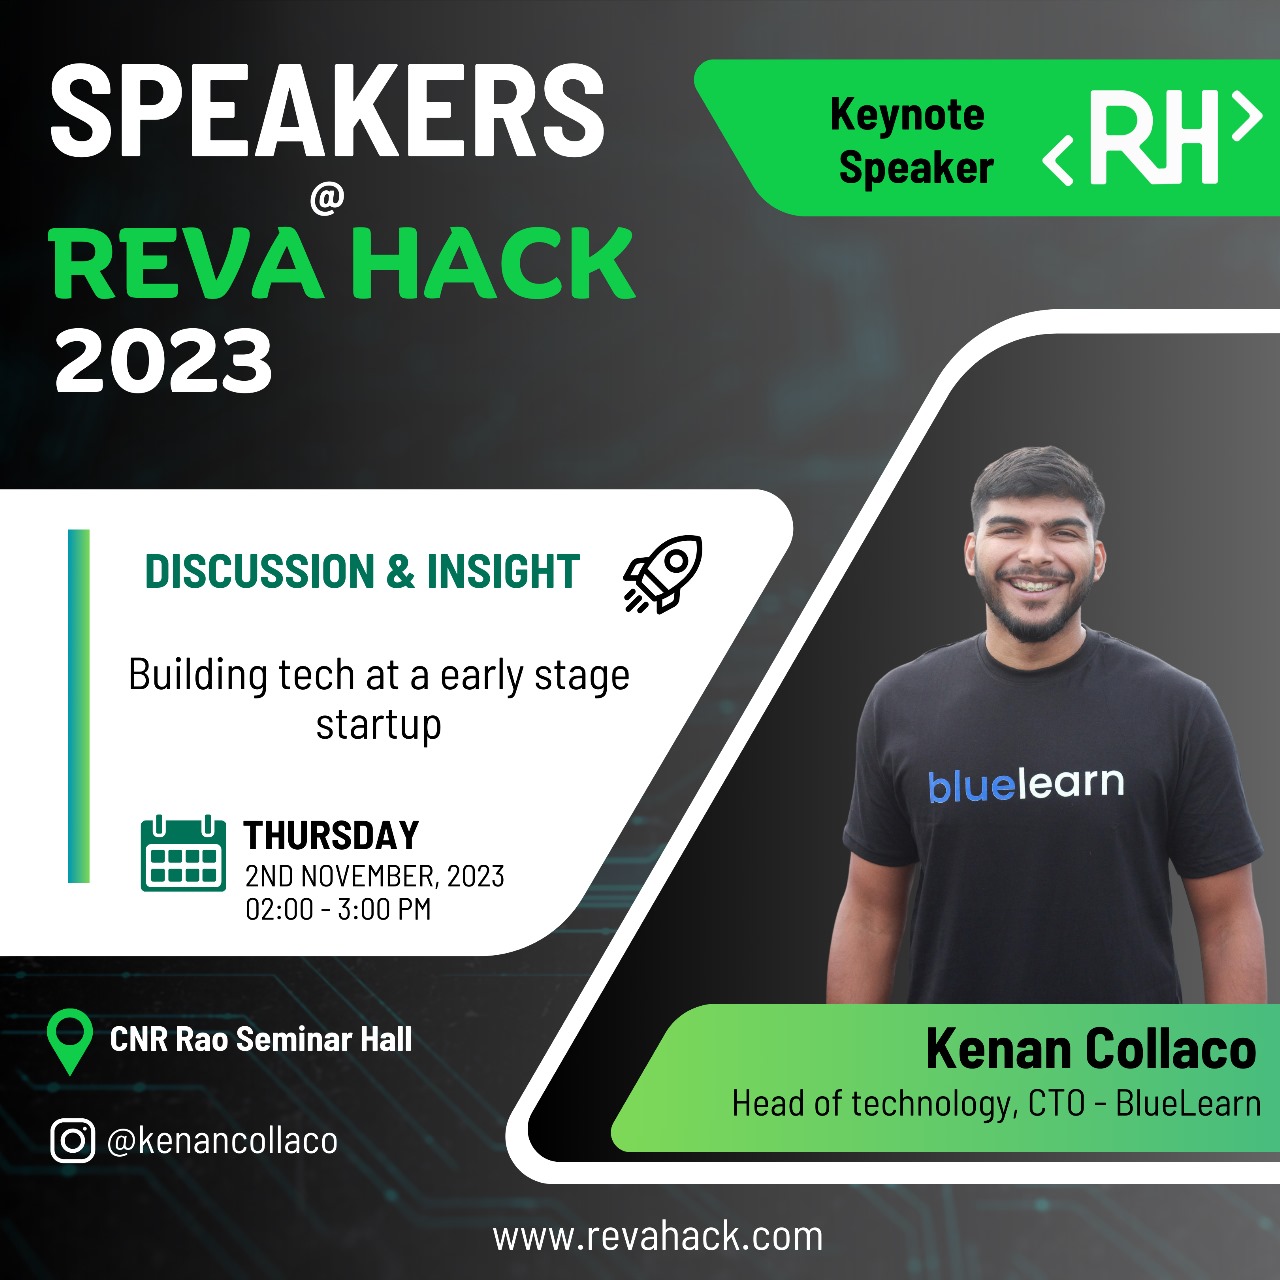 SPEAKERS
@
REVA HACK
2023
Keynote
Speaker
<RH>
DISCUSSION & INSIGHT
Building tech at a early stage
startup
THURSDAY
2ND NOVEMBER, 2023
02:00 - 3:00 PM
CNR Rao Seminar Hall
@kenancollaco
bluelearn
Kenan Collaco
Head of technology, CTO - BlueLearn
www.revahack.com